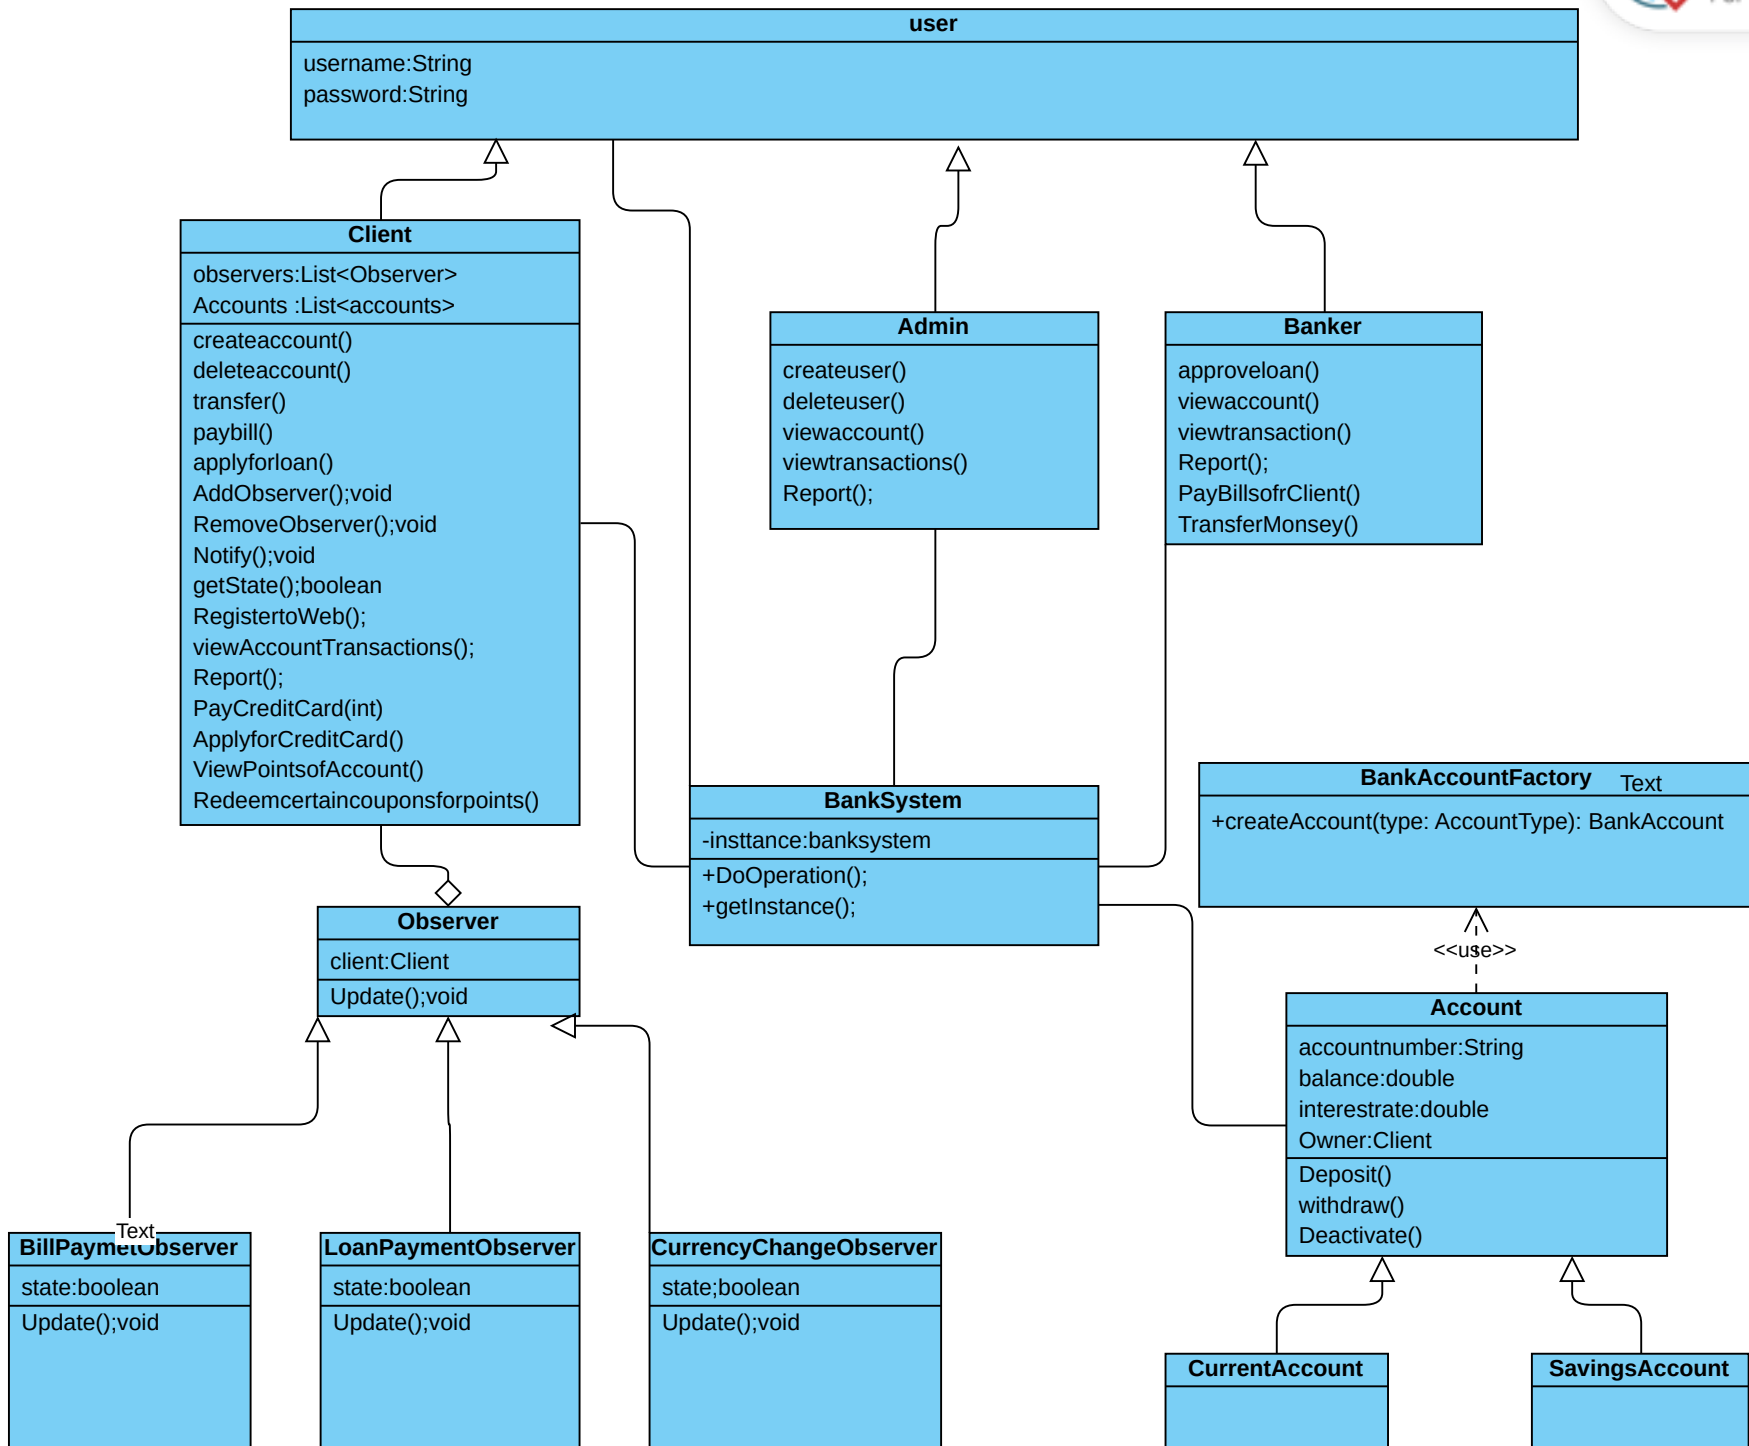 user
username:String
password:String
Client
observers:List<Observer>
Accounts :List<accounts>
createaccount()
deleteaccount()
transfer()
paybill()
applyforloan()
AddObserver();void
RemoveObserver();void
Notify();void
getState();boolean
RegistertoWeb();
viewAccountTransactions();
Report();
PayCreditCard(int)
ApplyforCreditCard()
ViewPointsofAccount()
Redeemcertaincouponsforpoints()
Admin
createuser()
deleteuser()
viewaccount()
viewtransactions()
Report();
Banker
approveloan()
viewaccount()
viewtransaction()
Report();
PayBillsofrClient()
TransferMonsey()
BankSystem
-insttance:banksystem
+DoOperation();
+getInstance();
BankAccountFactory
Text
+createAccount(type: AccountType): BankAccount
<<use>>
Observer
client:Client
Update();void
Account
accountnumber:String
balance:double
interestrate:double
Owner:Client
Deposit()
withdraw()
Deactivate()
Text
BillPaymetObserver
state:boolean
Update();void
LoanPaymentObserver
state:boolean
Update();void
CurrencyChangeObserver
state;boolean
Update();void
CurrentAccount
SavingsAccount